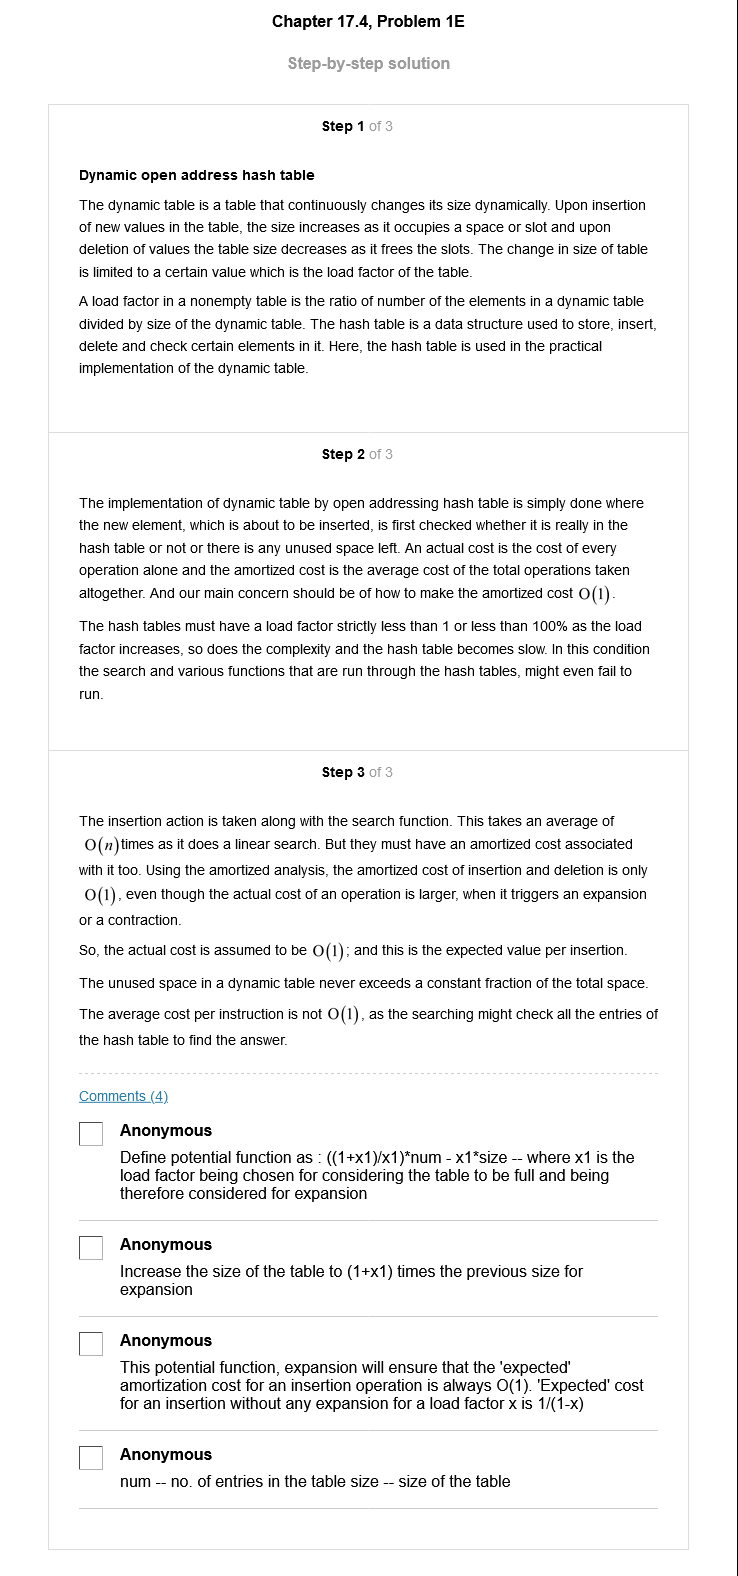 Chapter 17.4, Problem 1E
Step-by-step solution
Step 1 of 3
Dynamic open address hash table
The dynamic table is a table that continuously changes its size dynamically. Upon insertion
of new values in the table, the size increases as it occupies a space or slot and upon
deletion of values the table size decreases as it frees the slots. The change in size of table
is limited to a certain value which is the load factor of the table.
A load factor in a nonempty table is the ratio of number of the elements in a dynamic table
divided by size of the dynamic table. The hash table is a data structure used to store, insert,
delete and check certain elements in it. Here, the hash table is used in the practical
implementation of the dynamic table.
Step 2 of 3
The implementation of dynamic table by open addressing hash table is simply done where
the new element, which is about to be inserted, is first checked whether it is really in the
hash table or not or there is any unused space left. An actual cost is the cost of every
operation alone and the amortized cost is the average cost of the total operations taken
altogether. And our main concern should be of how to make the amortized cost O(1).
The hash tables must have a load factor strictly less than 1 or less than 100% as the load
factor increases, so does the complexity and the hash table becomes slow. In this condition
the search and various functions that are run through the hash tables, might even fail to
run.
Step 3 of 3
The insertion action is taken along with the search function. This takes an average of
O(n) times as it does a linear search. But they must have an amortized cost associated
with it too. Using the amortized analysis, the amortized cost of insertion and deletion is only
O(1), even though the actual cost of an operation is larger, when it triggers an expansion
or a contraction.
So, the actual cost is assumed to be O(1); and this is the expected value per insertion.
The unused space in a dynamic table never exceeds a constant fraction of the total space.
The average cost per instruction is not O(1), as the searching might check all the entries of
the hash table to find the answer.
Comments (4)
Anonymous
Define potential function as : ((1+x1)/x1)*num - x1*size -- where x1 is the
load factor being chosen for considering the table to be full and being
therefore considered for expansion
Anonymous
Increase the size of the table to (1+x1) times the previous size for
expansion
Anonymous
This potential function, expansion will ensure that the 'expected'
amortization cost for an insertion operation is always O(1). 'Expected' cost
for an insertion without any expansion for a load factor x is 1/(1-x)
Anonymous
num -- no. of entries in the table size -- size of the table